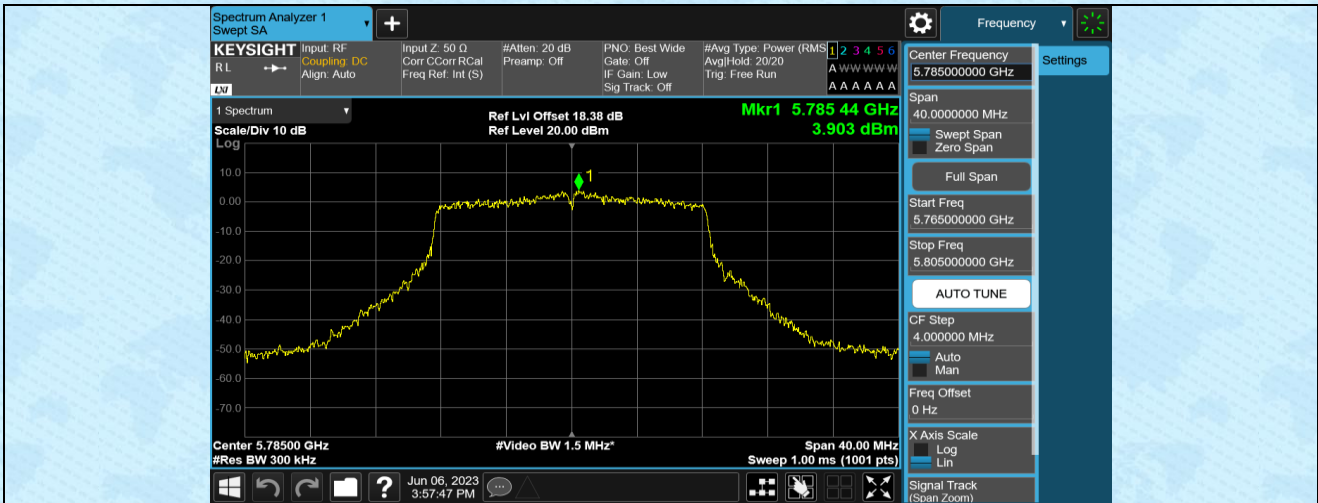 Spectrum Analyzer 1
Swept SA
Frequency
KEYSIGHT
RL
LXI
Input: RF
Coupling: DC
Align: Auto
Input Z: 50 Ω
Corr CCorr RCal
Freq Ref: Int (S)
#Atten: 20 dB
Preamp: Off
PNO: Best Wide
Gate: Off
IF Gain: Low
Sig Track: Off
#Avg Type: Power (RMS
Avg|Hold: 20/20
Trig: Free Run
1 2 3 4 5 6
A W W W W W
A A A A A A
Center Frequency
5.785000000 GHz
Settings
Span
40.0000000 MHz
Swept Span
Zero Span
Full Span
Start Freq
5.765000000 GHz
Stop Freq
5.805000000 GHz
AUTO TUNE
CF Step
4.000000 MHz
Auto
Man
Freq Offset
0 Hz
X Axis Scale
Log
Lin
Signal Track
(Span Zoom)
1 Spectrum
Scale/Div 10 dB
Log
Ref Lvl Offset 18.38 dB
Ref Level 20.00 dBm
Mkr1 5.785 44 GHz
3.903 dBm
1
10.0
0.00
-10.0
-20.0
-30.0
-40.0
-50.0
-60.0
-70.0
Center 5.78500 GHz
#Res BW 300 kHz
#Video BW 1.5 MHz*
Span 40.00 MHz
Sweep 1.00 ms (1001 pts)
?
Jun 06, 2023
3:57:47 PM